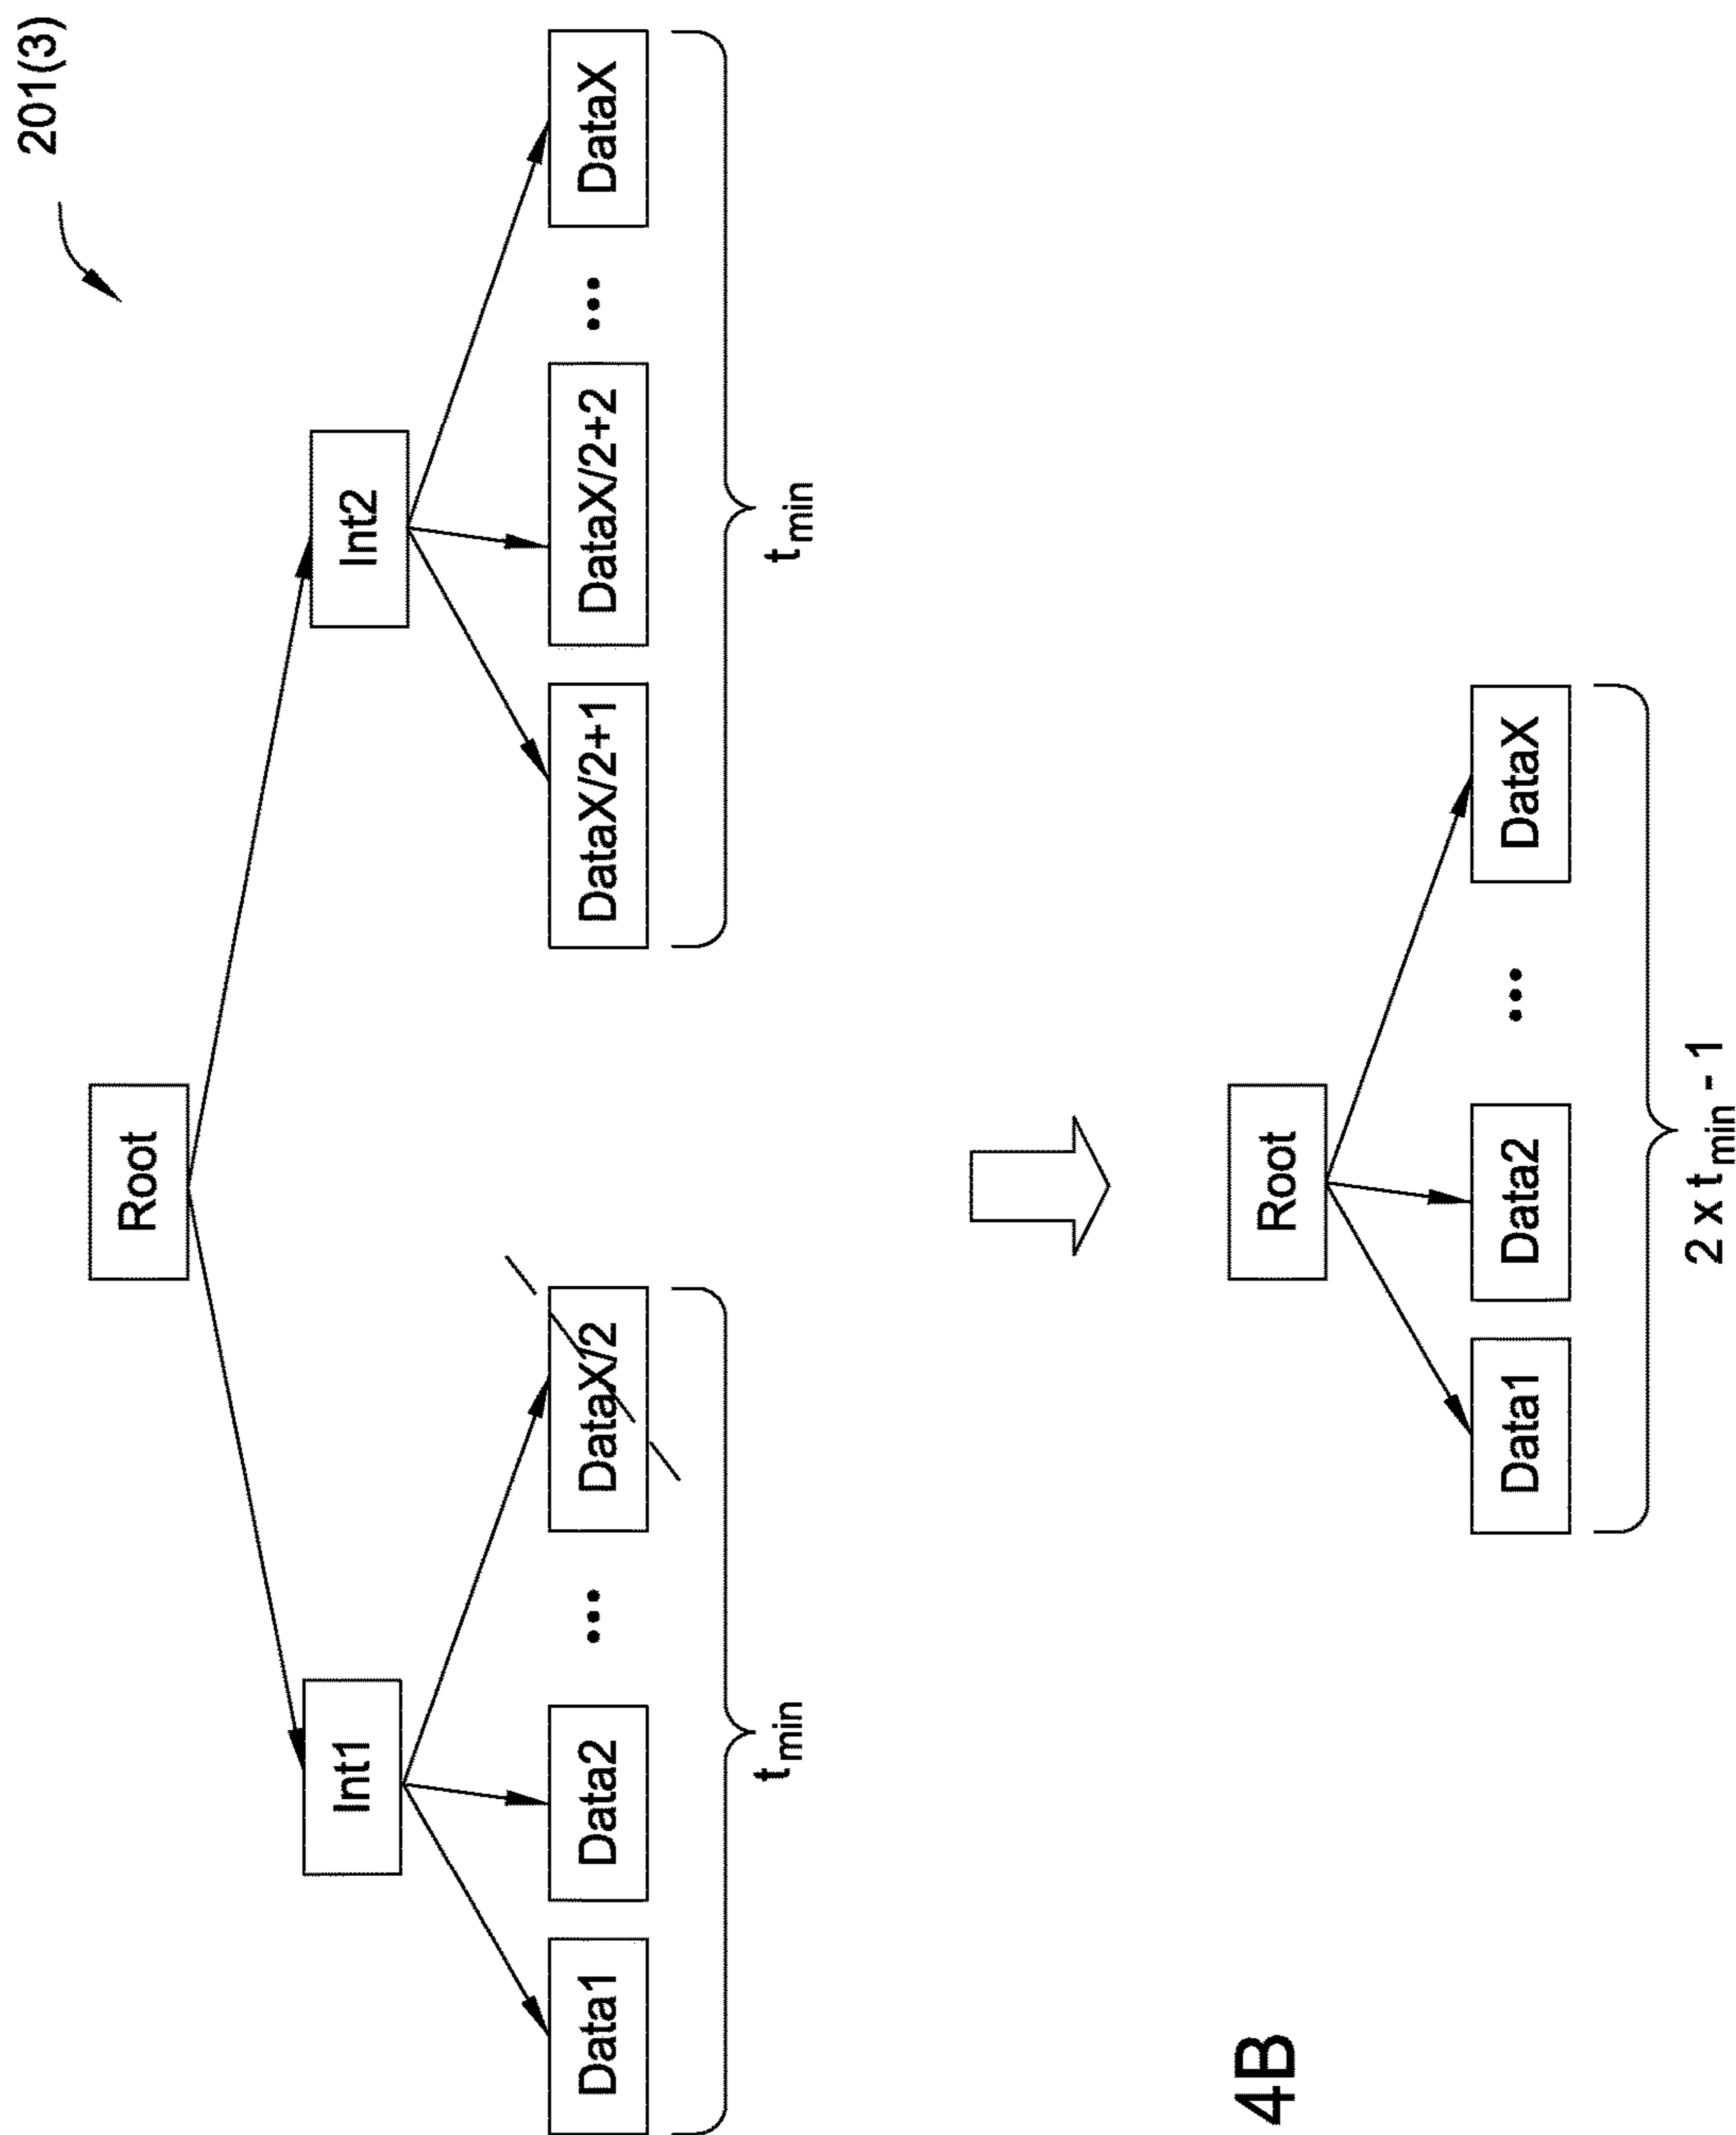 201(3)
Root
Int1
Int2
Data1
Data2
...
DataX/2
DataX/2+1
DataX/2+2
...
DataX
t_min
t_min
Root
Data1
Data2
...
DataX
2 x t_min - 1
4B